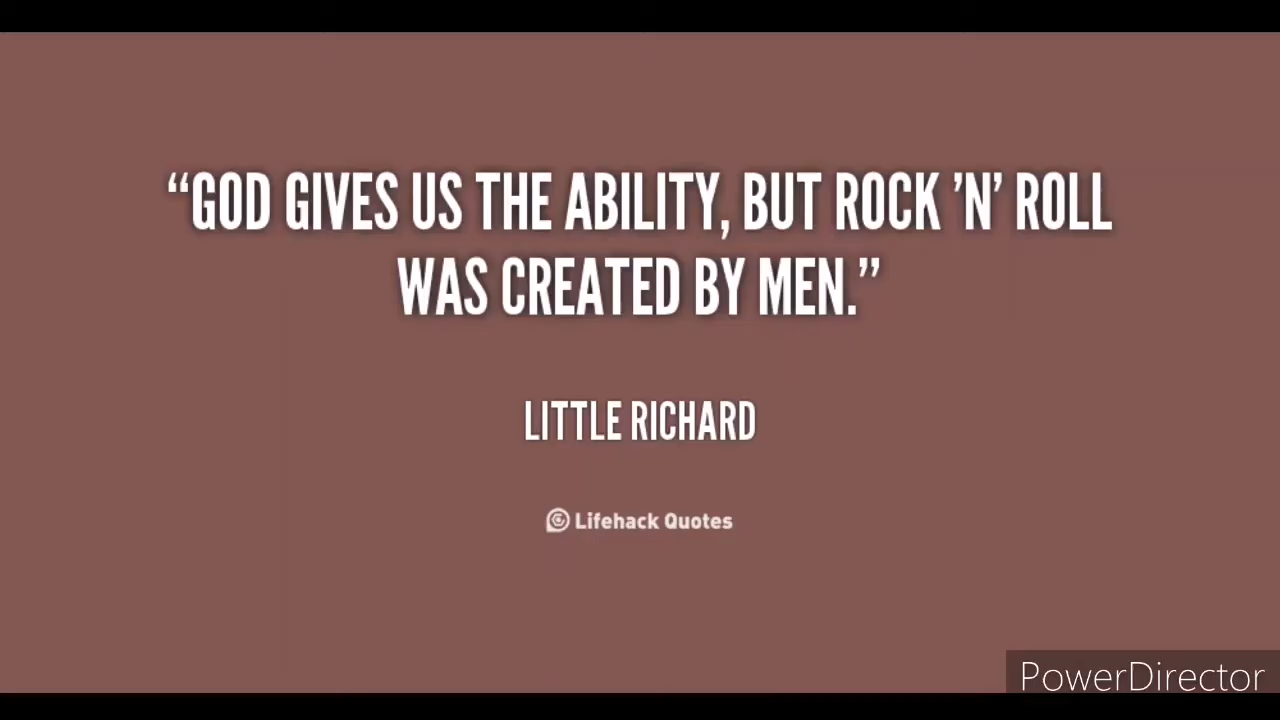 “GOD GIVES US THE ABILITY, BUT ROCK ’N’ ROLL
WAS CREATED BY MEN.”
LITTLE RICHARD
Lifehack Quotes
PowerDirector